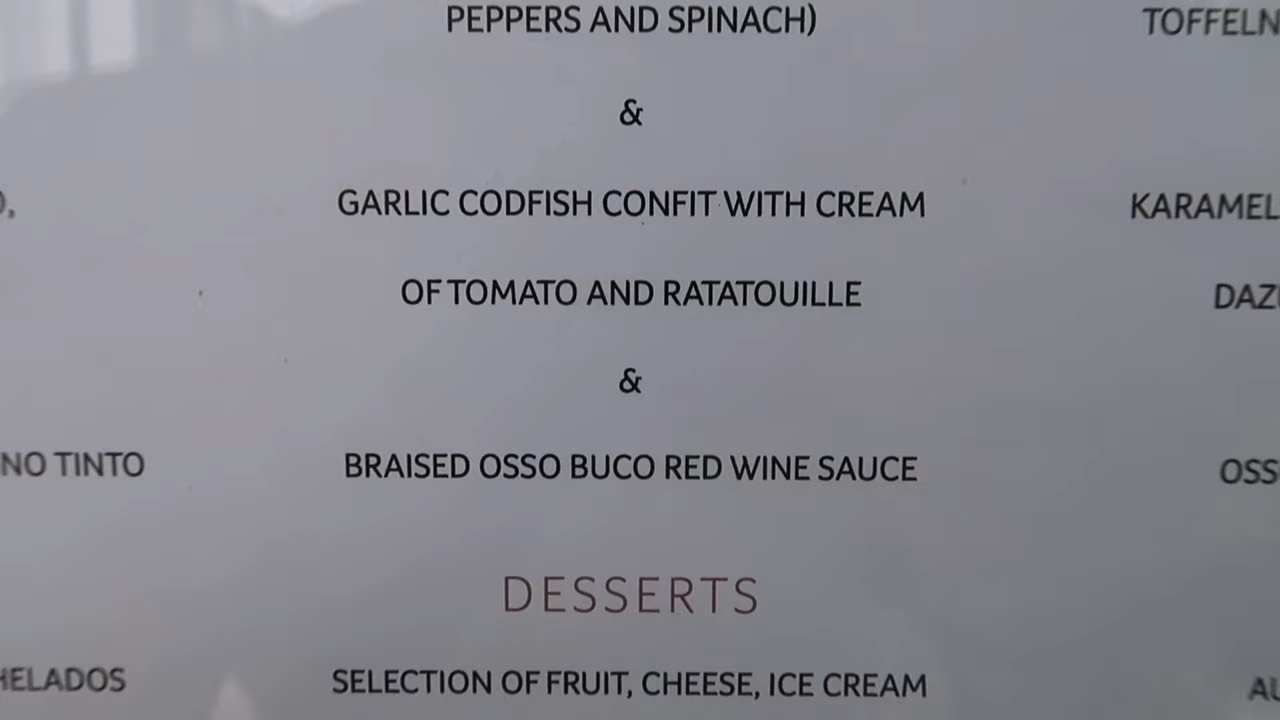 PEPPERS AND SPINACH)
&
GARLIC CODFISH CONFIT WITH CREAM
OF TOMATO AND RATATOUILLE
&
BRAISED OSSO BUCO RED WINE SAUCE
DESSERTS
SELECTION OF FRUIT, CHEESE, ICE CREAM
NO TINTO
HELADOS
TOFFELN
KARAMEL
DAZ
OSS